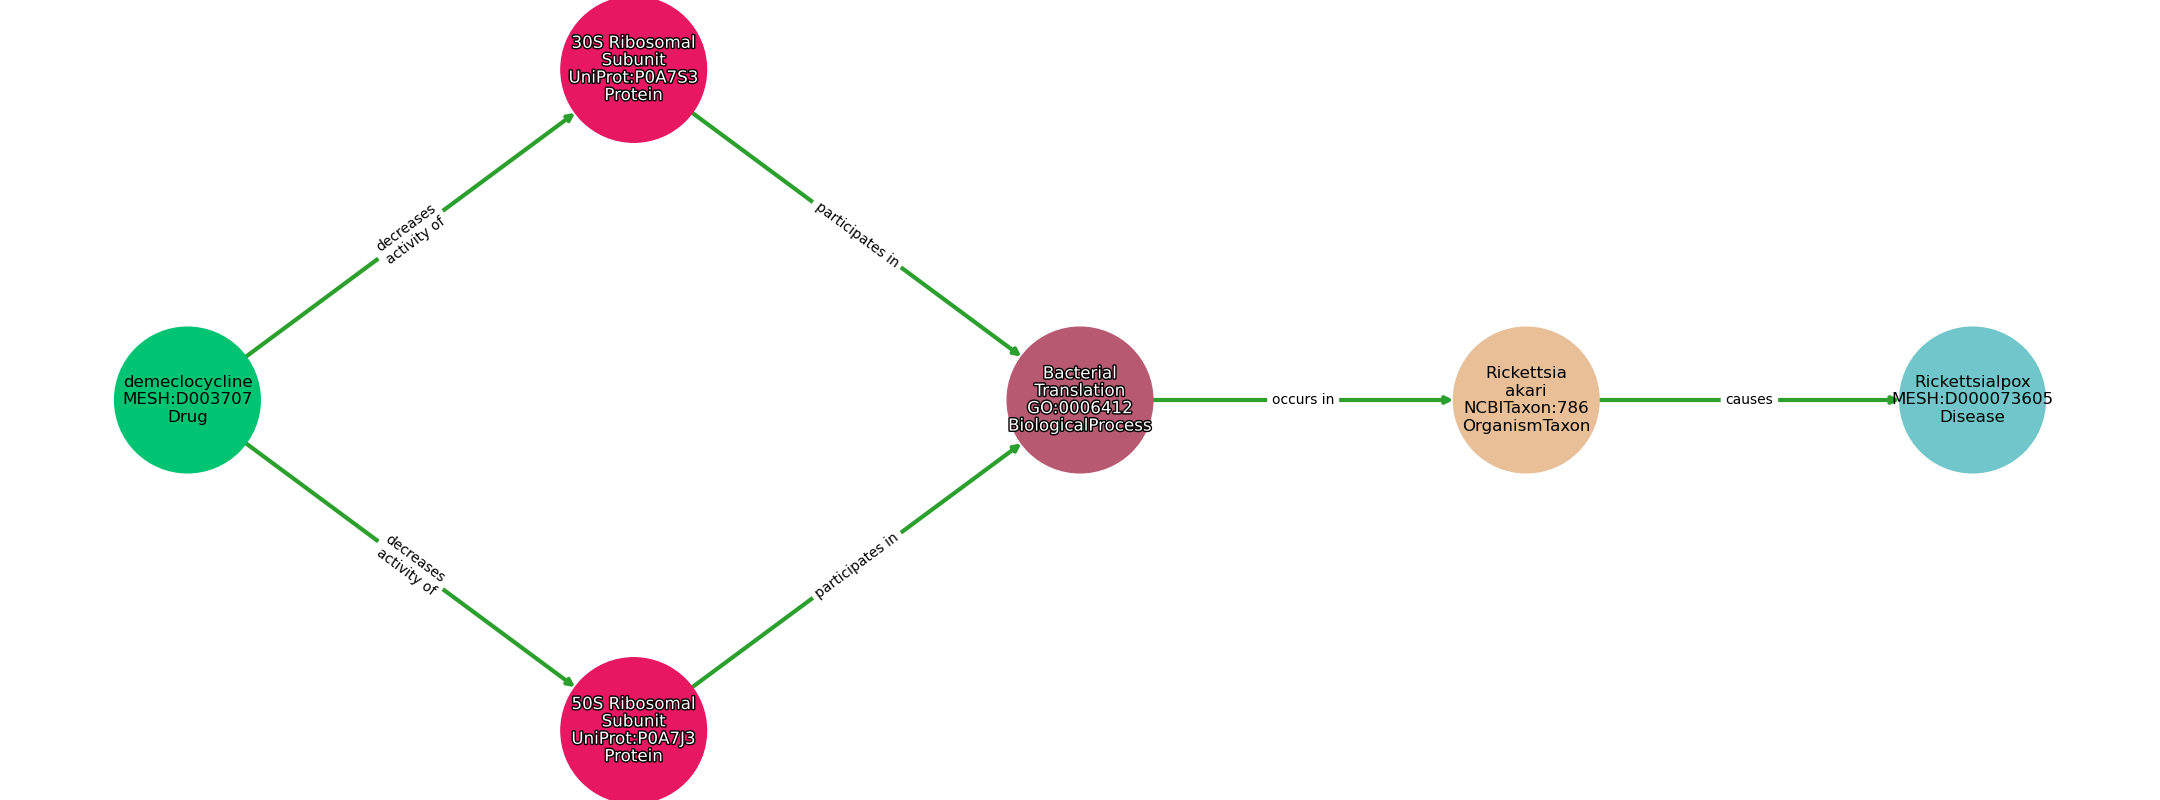 30S Ribosomal
Subunit
UniProt:P0A7S3
Protein
decreases
activity of
participates in
demeclocycline
MESH:D003707
Drug
Bacterial
Translation
GO:0006412
BiologicalProcess
occurs in
Rickettsia
akari
NCBITaxon:786
OrganismTaxon
causes
Rickettsialpox
MESH:D000073605
Disease
decreases
activity of
participates in
50S Ribosomal
Subunit
UniProt:P0A7J3
Protein